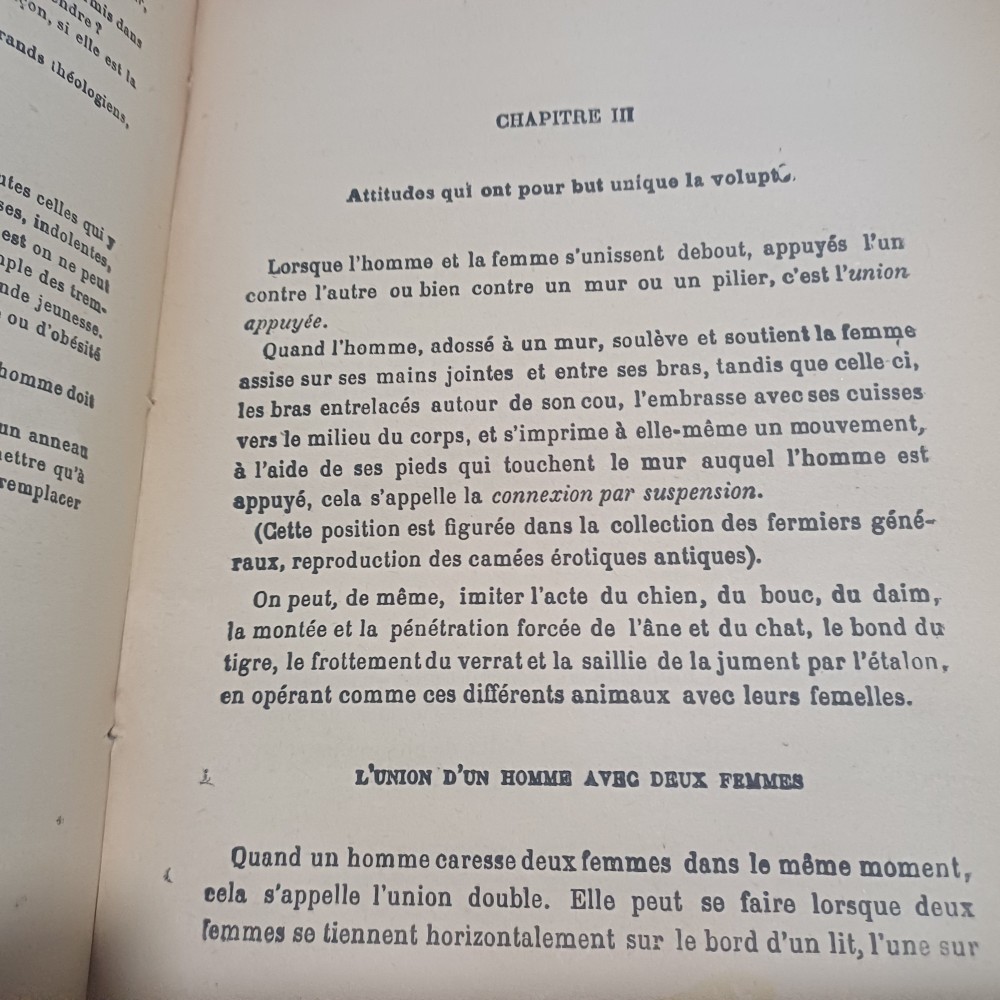 mis dans
endre ?
çon, si elle est la
rands théologiens,
utes celles qui y
ses, indolentes,
est on ne peut
mple des trem-
nde jeunesse.
ou d'obésité
homme doit
un anneau
mettre qu'à
remplacer
CHAPITRE III
Attitudes qui ont pour but unique la volupté.
Lorsque l'homme et la femme s'unissent debout, appuyés l'un
contre l'autre ou bien contre un mur ou un pilier, c'est l'union
appuyée.
Quand l'homme, adossé à un mur, soulève et soutient la femme
assise sur ses mains jointes et entre ses bras, tandis que celle-ci,
les bras entrelacés autour de son cou, l'embrasse avec ses cuisses
vers le milieu du corps, et s'imprime à elle-même un mouvement,
à l'aide de ses pieds qui touchent le mur auquel l'homme est
appuyé, cela s'appelle la connexion par suspension.
(Cette position est figurée dans la collection des fermiers géné-
raux, reproduction des camées érotiques antiques).
On peut, de même, imiter l'acte du chien, du bouc, du daim,
la montée et la pénétration forcée de l'âne et du chat, le bond du
tigre, le frottement du verrat et la saillie de la jument par l'étalon,
en opérant comme ces différents animaux avec leurs femelles.
L'UNION D'UN HOMME AVEC DEUX FEMMES
Quand un homme caresse deux femmes dans le même moment,
cela s'appelle l'union double. Elle peut se faire lorsque deux
femmes se tiennent horizontalement sur le bord d'un lit, l'une sur